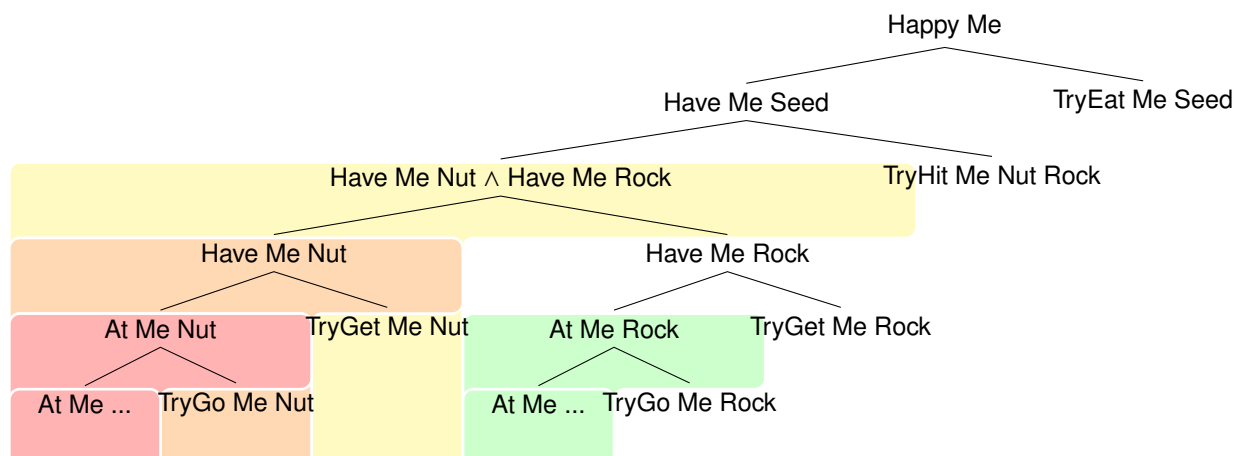 Happy Me
Have Me Seed
TryEat Me Seed
Have Me Nut ∧ Have Me Rock
TryHit Me Nut Rock
Have Me Nut
Have Me Rock
At Me Nut
TryGet Me Nut
At Me Rock
TryGet Me Rock
At Me ...
TryGo Me Nut
At Me ...
TryGo Me Rock